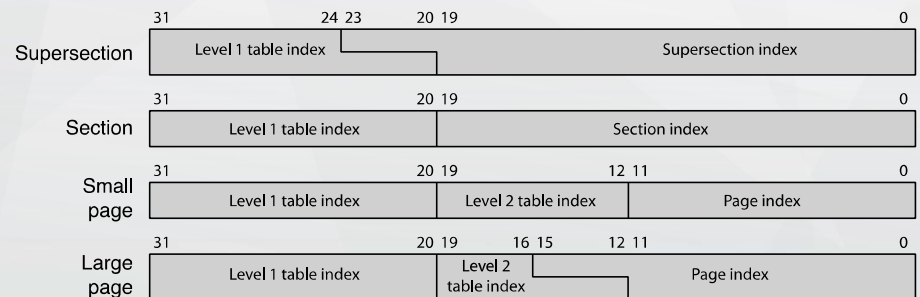 31 24 23 20 19 0
Supersection Level 1 table index Supersection index
31 20 19 0
Section Level 1 table index Section index
31 20 19 12 11 0
Small
page Level 1 table index Level 2 table index Page index
31 20 19 16 15 12 11 0
Large
page Level 1 table index Level 2
table index Page index